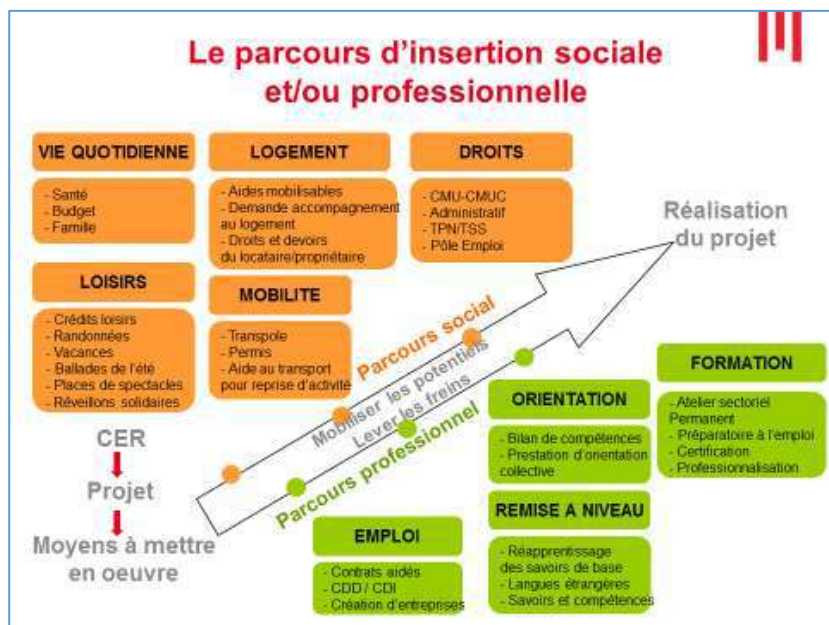 Le parcours d'insertion sociale
et/ou professionnelle
VIE QUOTIDIENNE
- Santé
- Budget
- Famille
LOGEMENT
- Aides mobilisables
- Demande accompagnement
au logement
- Droits et devoirs
du locataire/propriétaire
DROITS
- CMU-CMUC
- Administratif
- TPN/TSS
- Pôle Emploi
Réalisation
du projet
LOISIRS
- Crédits loisirs
- Randonnées
- Vacances
- Ballades de l'été
- Places de spectacles
- Réveillons solidaires
MOBILITE
- Transpole
- Permis
- Aide au transport
pour reprise d'activité
Parcours social
Mobiliser les potentiels
Lever les freins
Parcours professionnel
CER
Projet
Moyens à mettre
en oeuvre
FORMATION
- Atelier sectoriel
Permanent
- Préparatoire à l'emploi
- Certification
- Professionnalisation
ORIENTATION
- Bilan de compétences
- Prestation d'orientation
collective
REMISE A NIVEAU
- Réapprentissage
des savoirs de base
- Langues étrangères
- Savoirs et compétences
EMPLOI
- Contrats aidés
- CDD / CDI
- Création d'entreprises